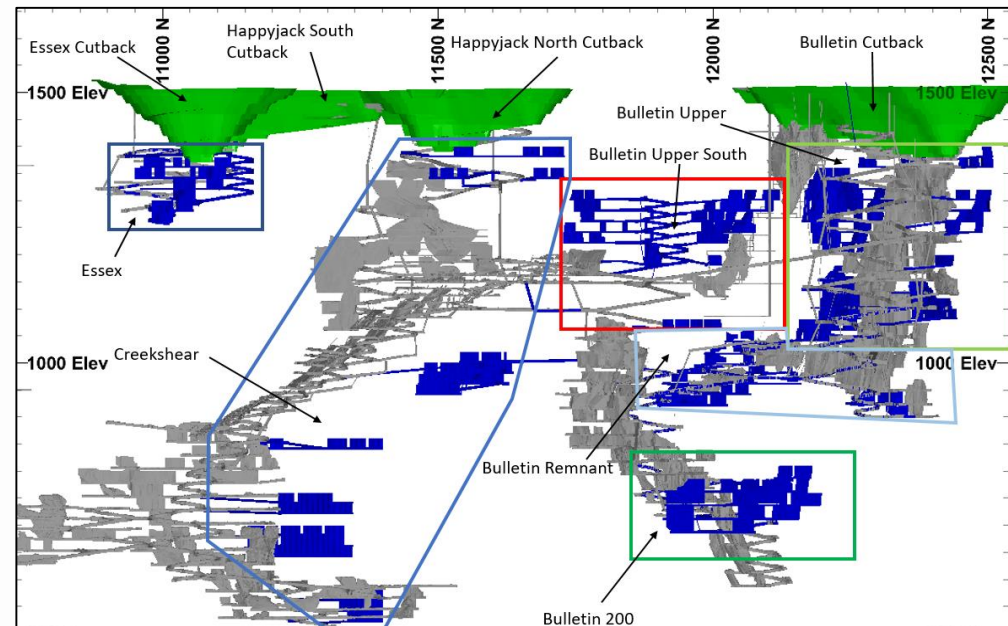 11000 N
11500 N
12000 N
12500 N
Essex Cutback
Happyjack South
Cutback
Happyjack North Cutback
Bulletin Cutback
1500 Elev
1500 Elev
Bulletin Upper
Bulletin Upper South
Essex
Creekshear
1000 Elev
1000 Elev
Bulletin Remnant
Bulletin 200